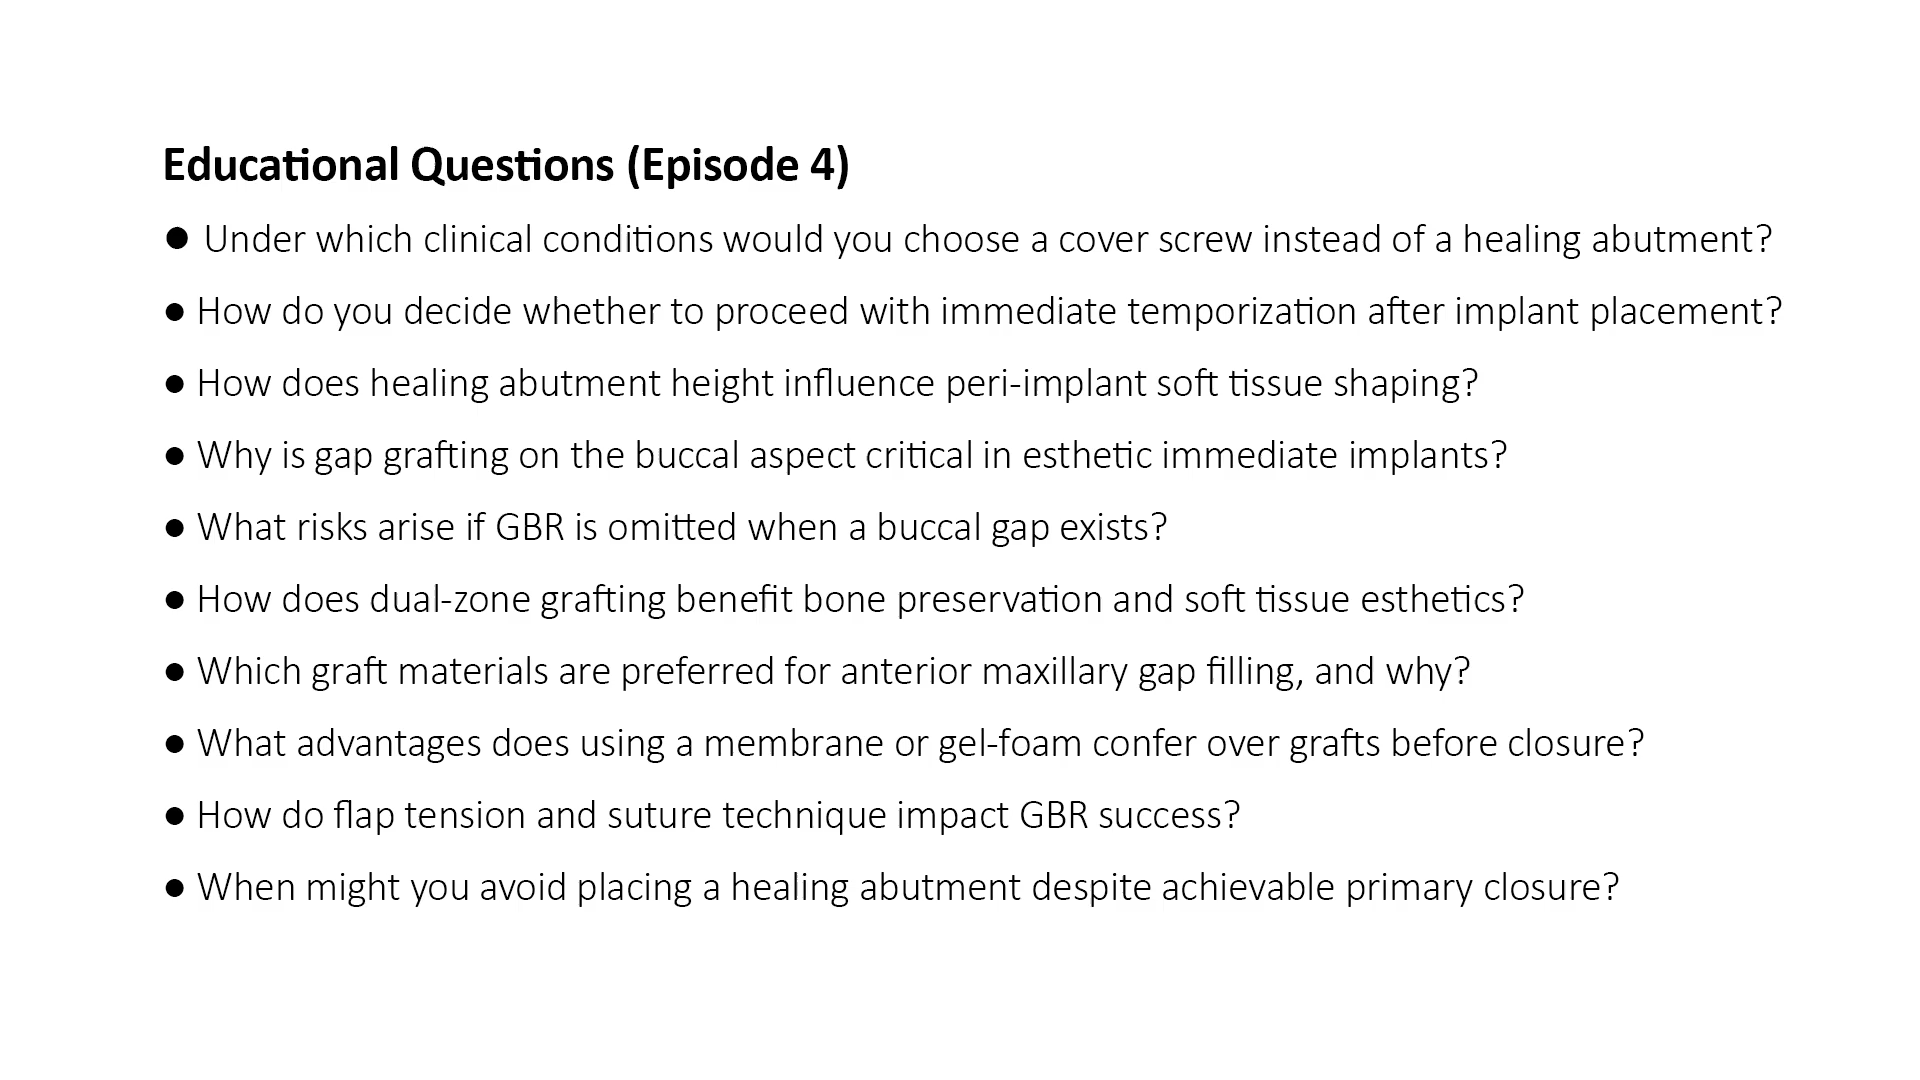 Educational Questions (Episode 4)
● Under which clinical conditions would you choose a cover screw instead of a healing abutment?
● How do you decide whether to proceed with immediate temporization after implant placement?
● How does healing abutment height influence peri-implant soft tissue shaping?
● Why is gap grafting on the buccal aspect critical in esthetic immediate implants?
● What risks arise if GBR is omitted when a buccal gap exists?
● How does dual-zone grafting benefit bone preservation and soft tissue esthetics?
● Which graft materials are preferred for anterior maxillary gap filling, and why?
● What advantages does using a membrane or gel-foam confer over grafts before closure?
● How do flap tension and suture technique impact GBR success?
● When might you avoid placing a healing abutment despite achievable primary closure?